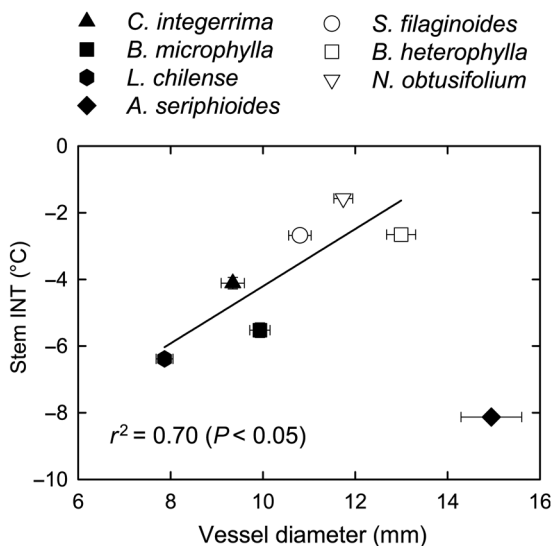 C. integerrima
B. microphylla
L. chilense
A. seriphioides
S. filaginoides
B. heterophylla
N. obtusifolium
0
−2
−4
−6
−8
−10
Stem INT (°C)
r² = 0.70 (P < 0.05)
6 8 10 12 14 16
Vessel diameter (mm)